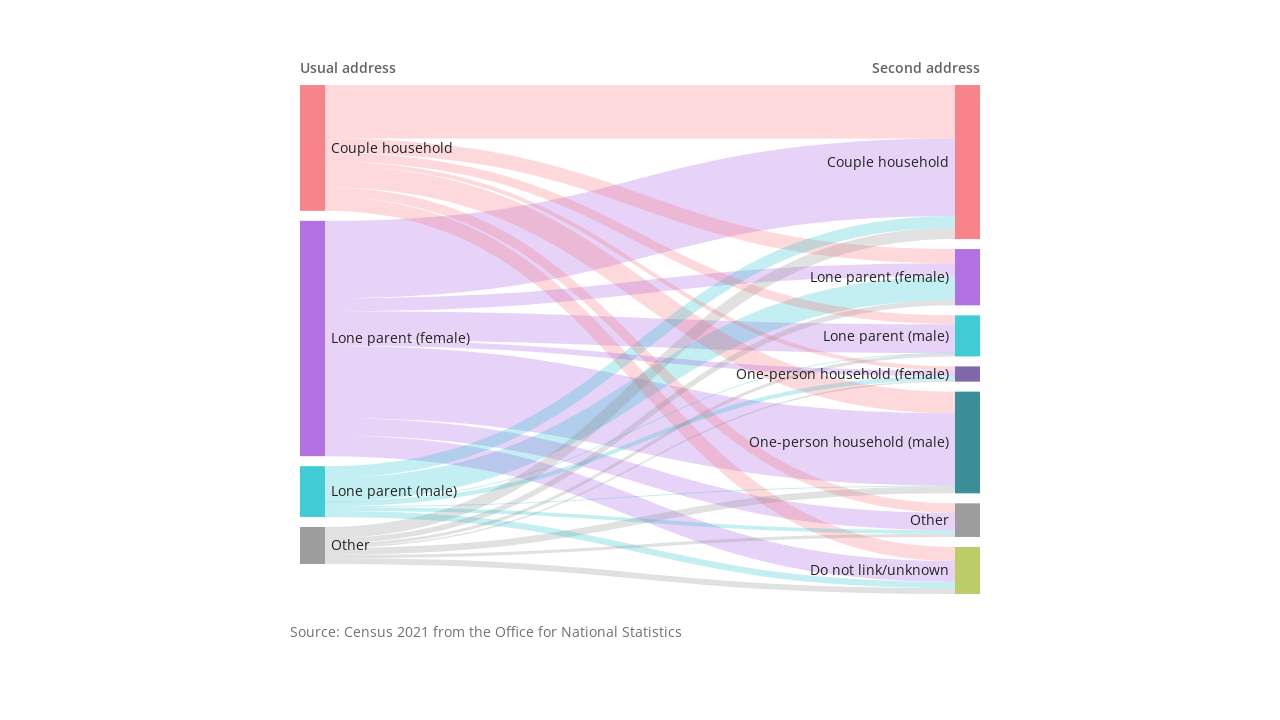 Usual address
Second address
Couple household
Couple household
Lone parent (female)
Lone parent (female)
Lone parent (male)
One-person household (female)
One-person household (male)
Lone parent (male)
Other
Other
Do not link/unknown
Source: Census 2021 from the Office for National Statistics